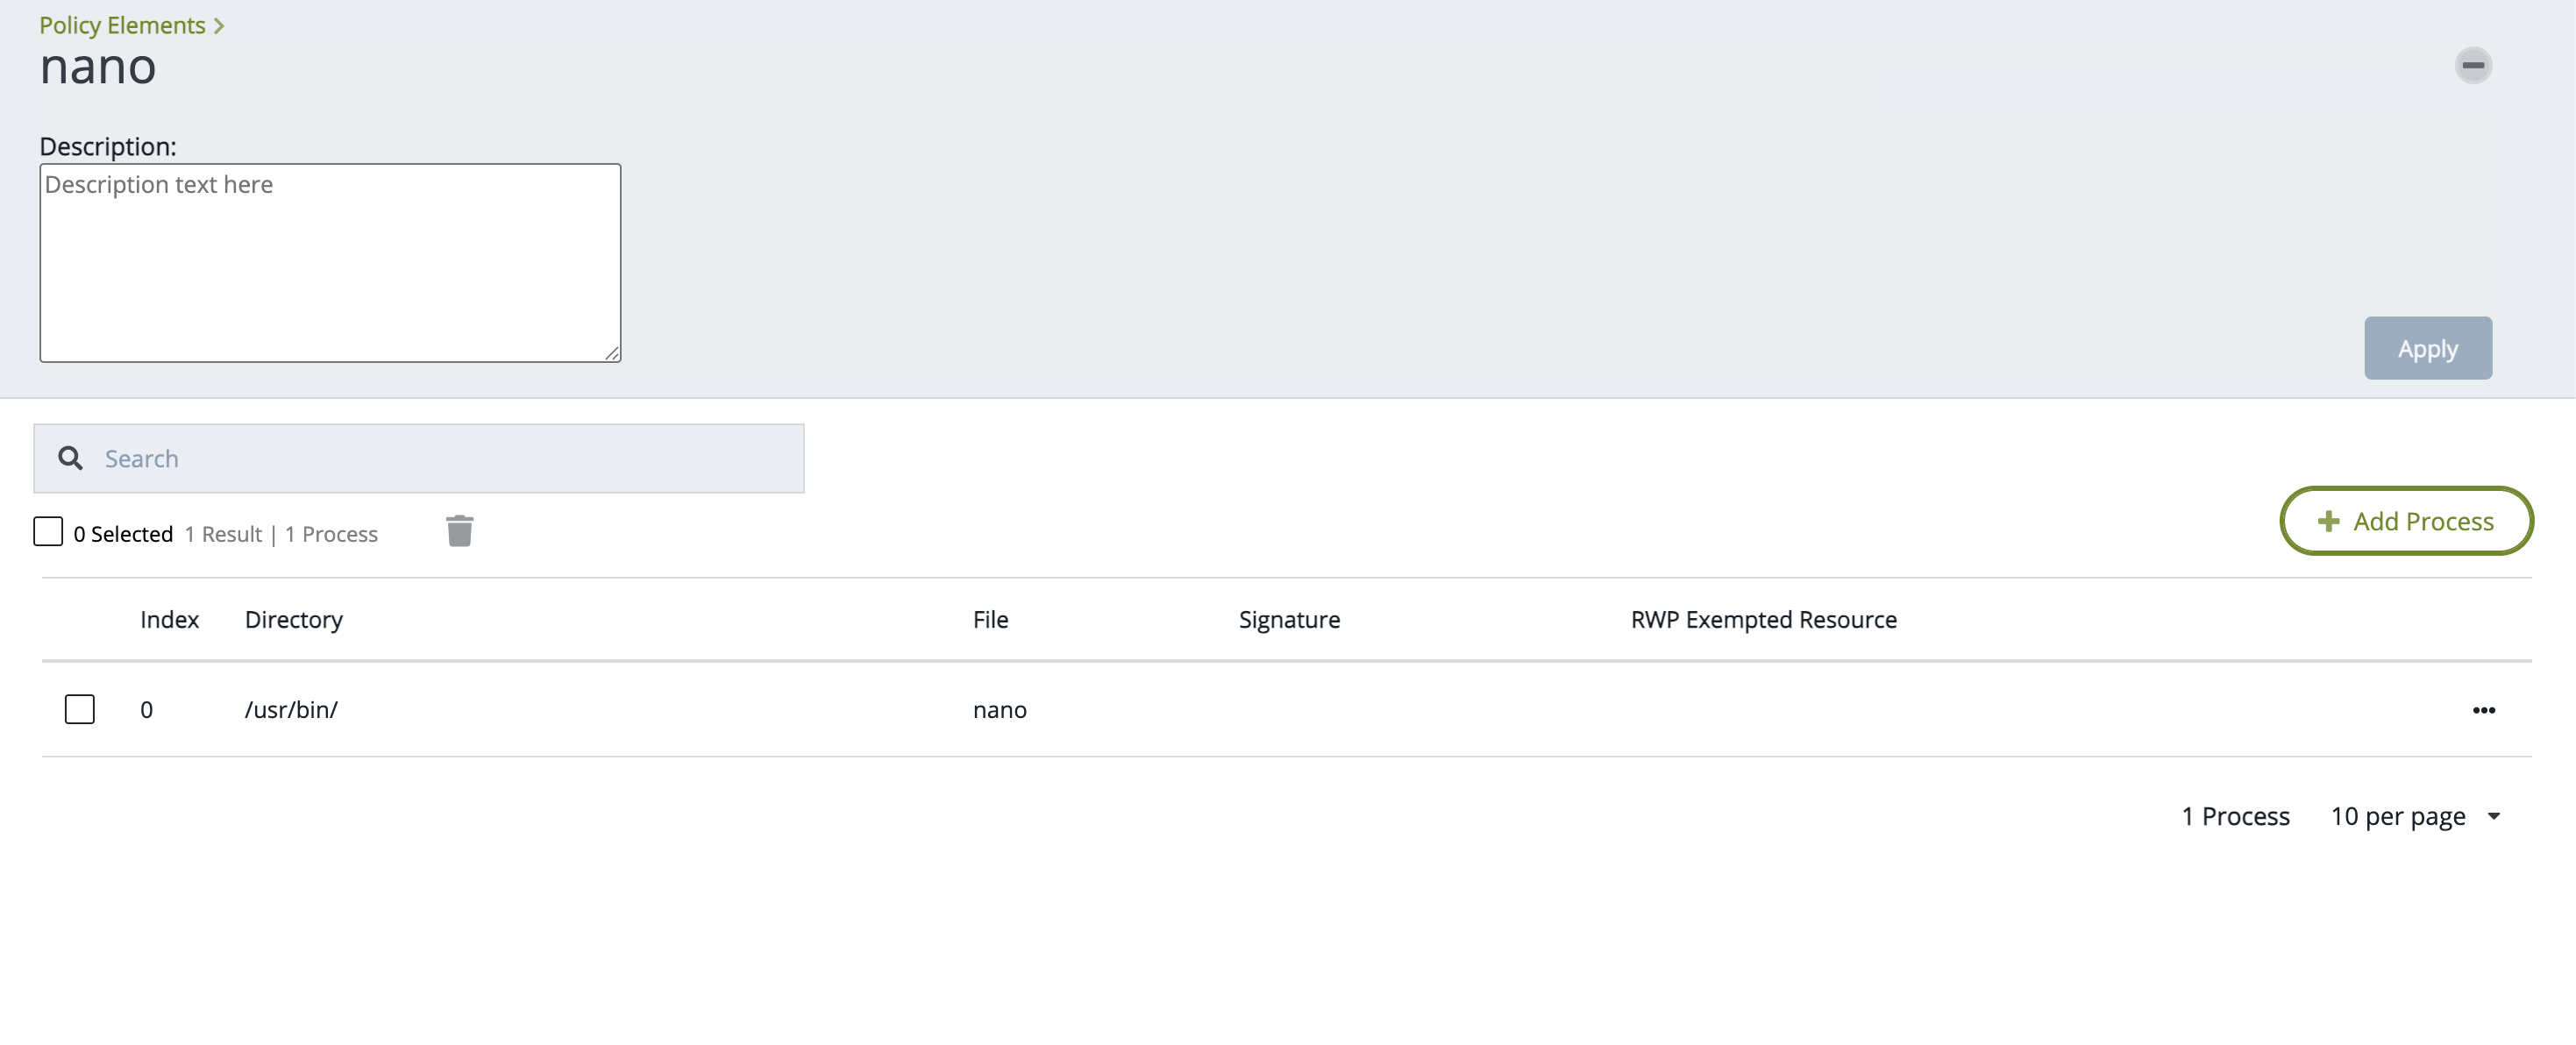 Policy Elements
nano
Description:
Description text here
Apply
Search
0 Selected 1 Result | 1 Process
Add Process
Index Directory File Signature RWP Exempted Resource
0 /usr/bin/ nano
1 Process 10 per page